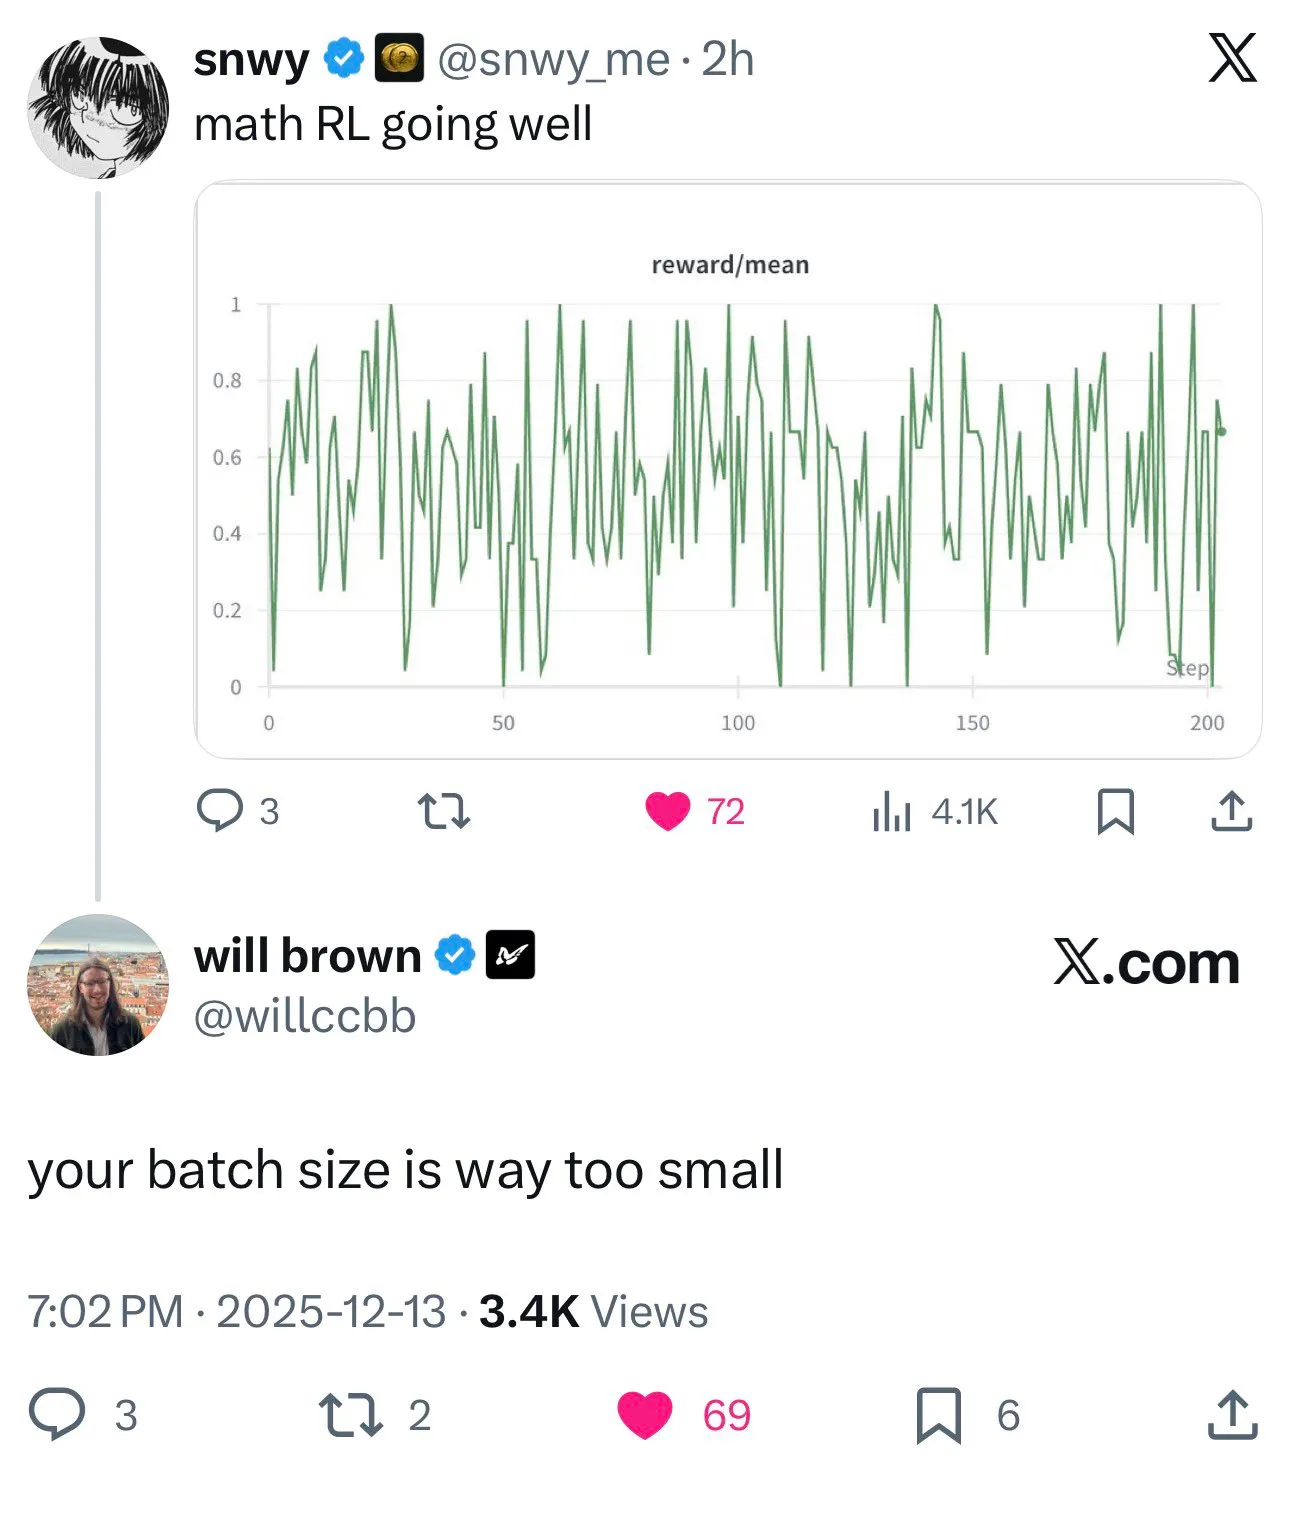 snwy @snwy_me · 2h
math RL going well
reward/mean
1
0.8
0.6
0.4
0.2
0
Step
0 50 100 150 200
3 72 4.1K
will brown
X.com
@willccbb
your batch size is way too small
7:02 PM · 2025-12-13 · 3.4K Views
3 2 69 6